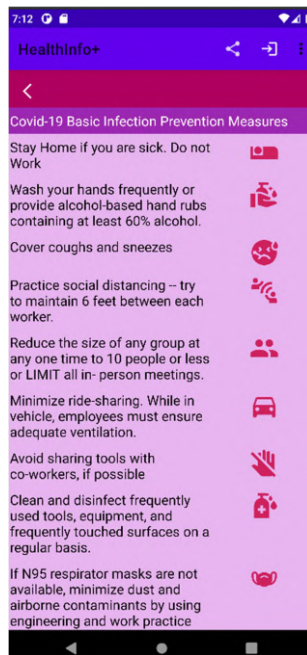 7:12
HealthInfo+
Covid-19 Basic Infection Prevention Measures
Stay Home if you are sick. Do not
Work
Wash your hands frequently or
provide alcohol-based hand rubs
containing at least 60% alcohol.
Cover coughs and sneezes
Practice social distancing -- try
to maintain 6 feet between each
worker.
Reduce the size of any group at
any one time to 10 people or less
or LIMIT all in- person meetings.
Minimize ride-sharing. While in
vehicle, employees must ensure
adequate ventilation.
Avoid sharing tools with
co-workers, if possible
Clean and disinfect frequently
used tools, equipment, and
frequently touched surfaces on a
regular basis.
If N95 respirator masks are not
available, minimize dust and
airborne contaminants by using
engineering and work practice